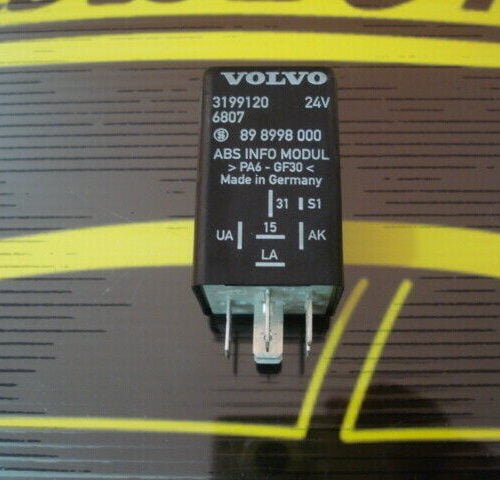 VOLVO
3199120 24V
6807
89 8998 000
ABS INFO MODUL
> PA6 - GF30 <
Made in Germany
31 S1
UA 15 AK
LA